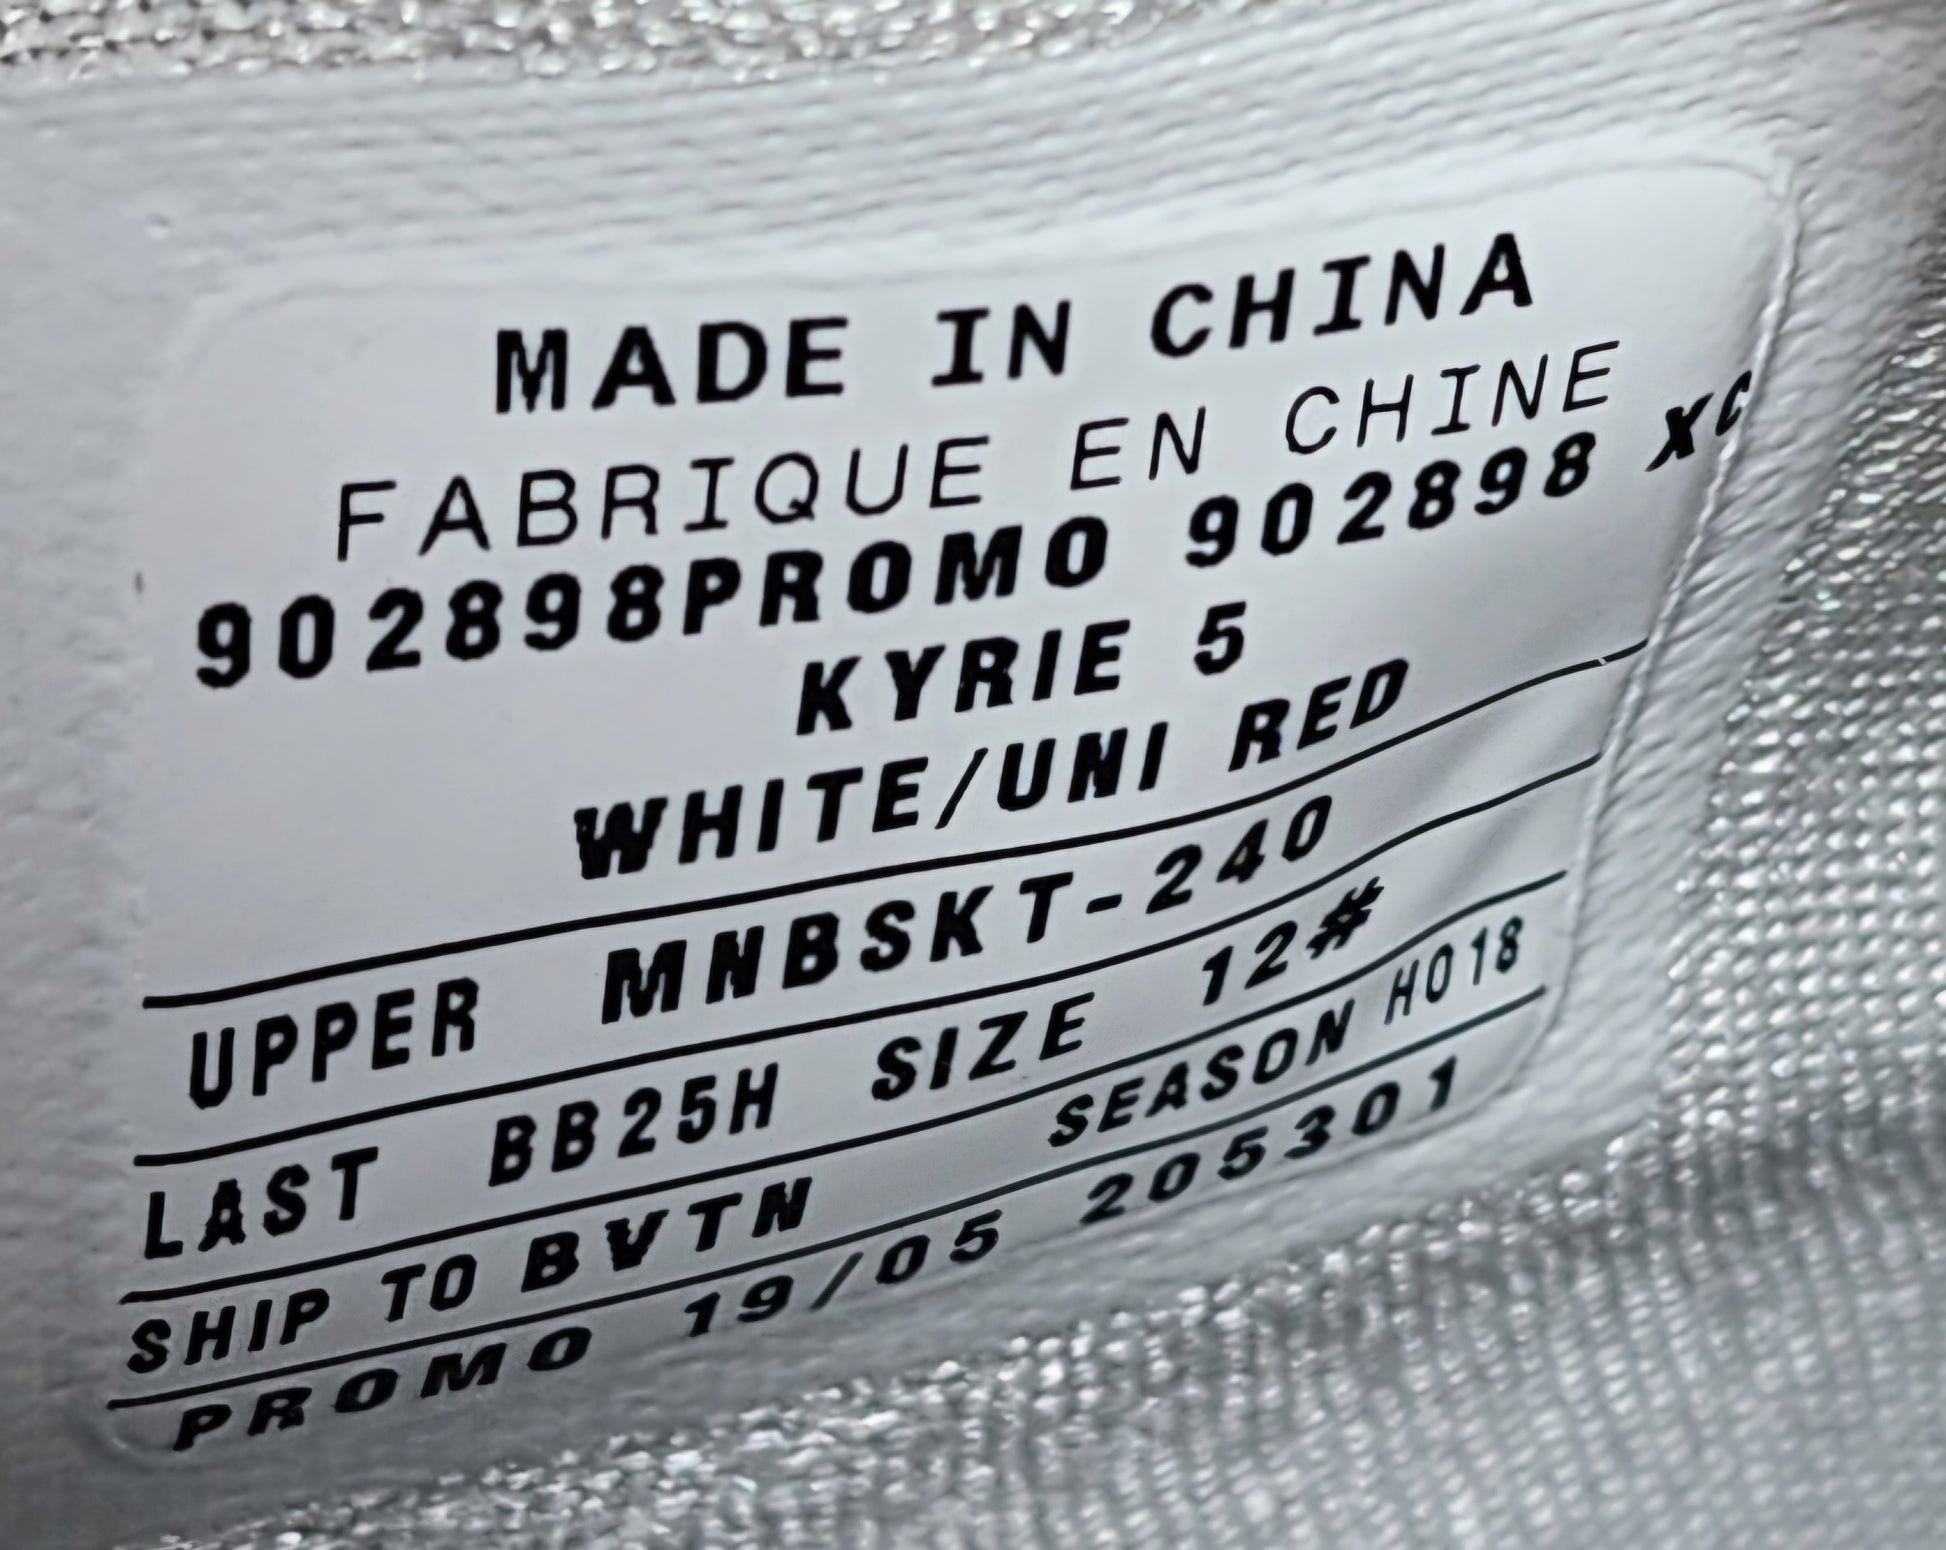 MADE IN CHINA
FABRIQUE EN CHINE
902898PROMO 902898 XC
KYRIE 5
WHITE/UNI RED
UPPER MNBSKT-240
LAST BB25H SIZE 12#
SHIP TO BVTN SEASON HO18
PROMO 19/05 205301